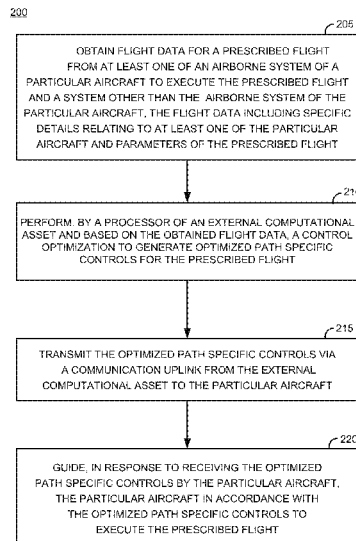 200
205
OBTAIN FLIGHT DATA FOR A PRESCRIBED FLIGHT
FROM AT LEAST ONE OF AN AIRBORNE SYSTEM OF A
PARTICULAR AIRCRAFT TO EXECUTE THE PRESCRIBED FLIGHT
AND A SYSTEM OTHER THAN THE AIRBORNE SYSTEM OF THE
PARTICULAR AIRCRAFT, THE FLIGHT DATA INCLUDING SPECIFIC
DETAILS RELATING TO AT LEAST ONE OF THE PARTICULAR
AIRCRAFT AND PARAMETERS OF THE PRESCRIBED FLIGHT
PERFORM, BY A PROCESSOR OF AN EXTERNAL COMPUTATIONAL
ASSET AND BASED ON THE OBTAINED FLIGHT DATA, A CONTROL
OPTIMIZATION TO GENERATE OPTIMIZED PATH SPECIFIC
CONTROLS FOR THE PRESCRIBED FLIGHT
215
TRANSMIT THE OPTIMIZED PATH SPECIFIC CONTROLS VIA
A COMMUNICATION UPLINK FROM THE EXTERNAL
COMPUTATIONAL ASSET TO THE PARTICULAR AIRCRAFT
220
GUIDE, IN RESPONSE TO RECEIVING THE OPTIMIZED
PATH SPECIFIC CONTROLS BY THE PARTICULAR AIRCRAFT,
THE PARTICULAR AIRCRAFT IN ACCORDANCE WITH
THE OPTIMIZED PATH SPECIFIC CONTROLS TO
EXECUTE THE PRESCRIBED FLIGHT